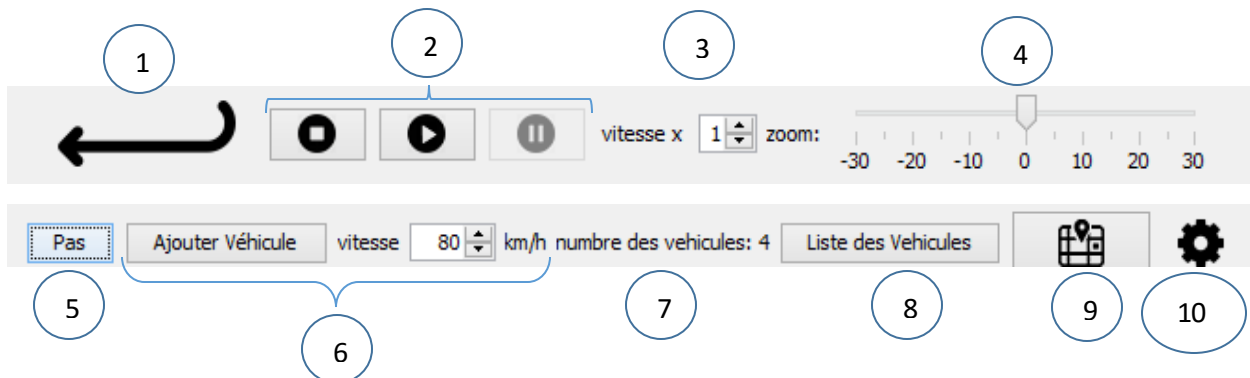 1 2 3 4
vitesse x 1 zoom:
-30 -20 -10 0 10 20 30
Pas Ajouter Véhicule vitesse 80 km/h numbre des vehicules: 4 Liste des Vehicules
5 6 7 8 9 10